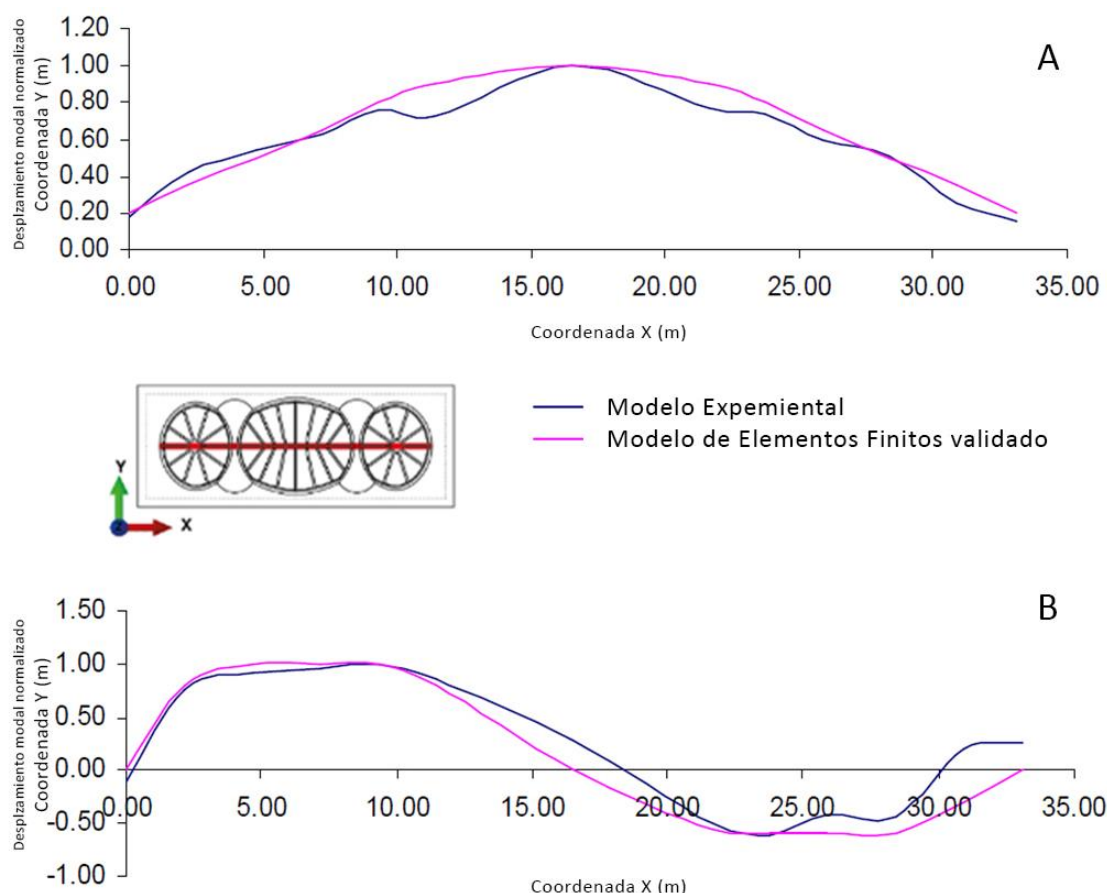 Desplzamiento modal normalizado
Coordenada Y (m)
1.20
1.00
0.80
0.60
0.40
0.20
0.00
A
0.00 5.00 10.00 15.00 20.00 25.00 30.00 35.00
Coordenada X (m)
Y
X
Z
Modelo Expemiental
Modelo de Elementos Finitos validado
Desplzamiento modal normalizado
Coordenada Y (m)
1.50
1.00
0.50
0.00
-0.50
-1.00
B
0.00 5.00 10.00 15.00 20.00 25.00 30.00 35.00
Coordenada X (m)